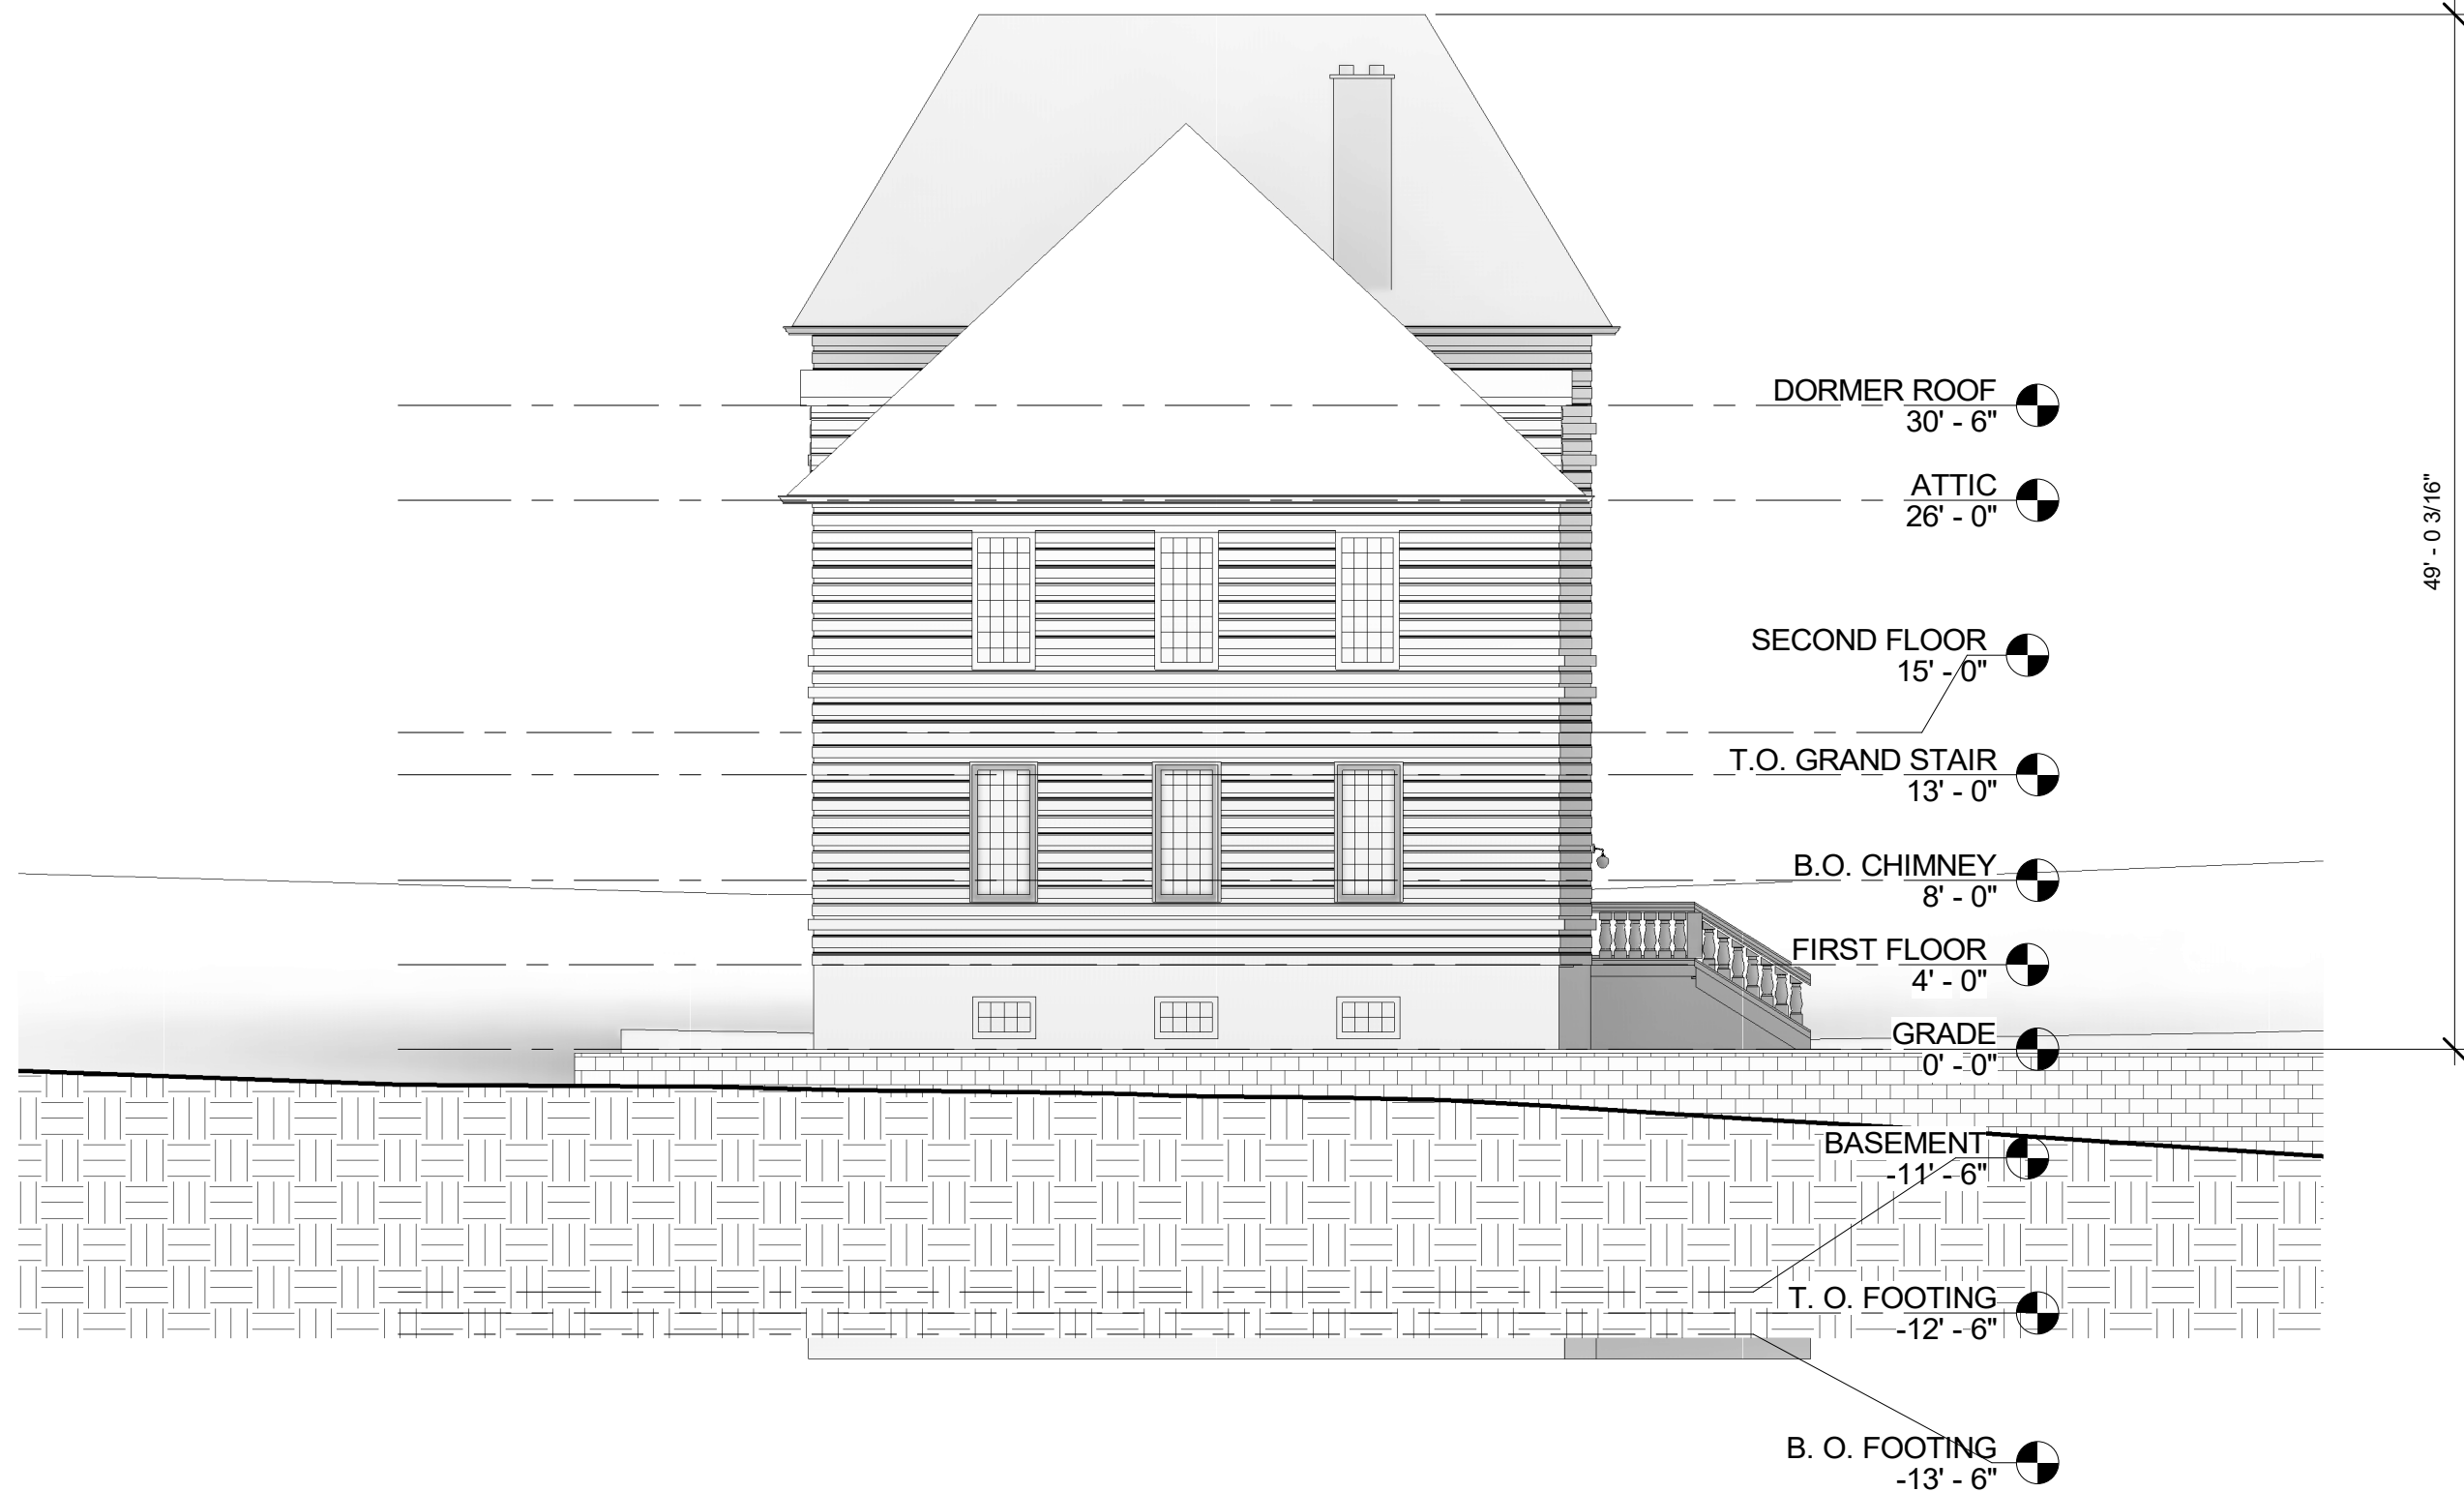 DORMER ROOF
30' - 6"
ATTIC
26' - 0"
49' - 0 3/16"
SECOND FLOOR
15' - 0"
T.O. GRAND STAIR
13' - 0"
B.O. CHIMNEY
8' - 0"
FIRST FLOOR
4' - 0"
GRADE
0' - 0"
BASEMENT
-11' - 6"
T. O. FOOTING
-12' - 6"
B. O. FOOTING
-13' - 6"